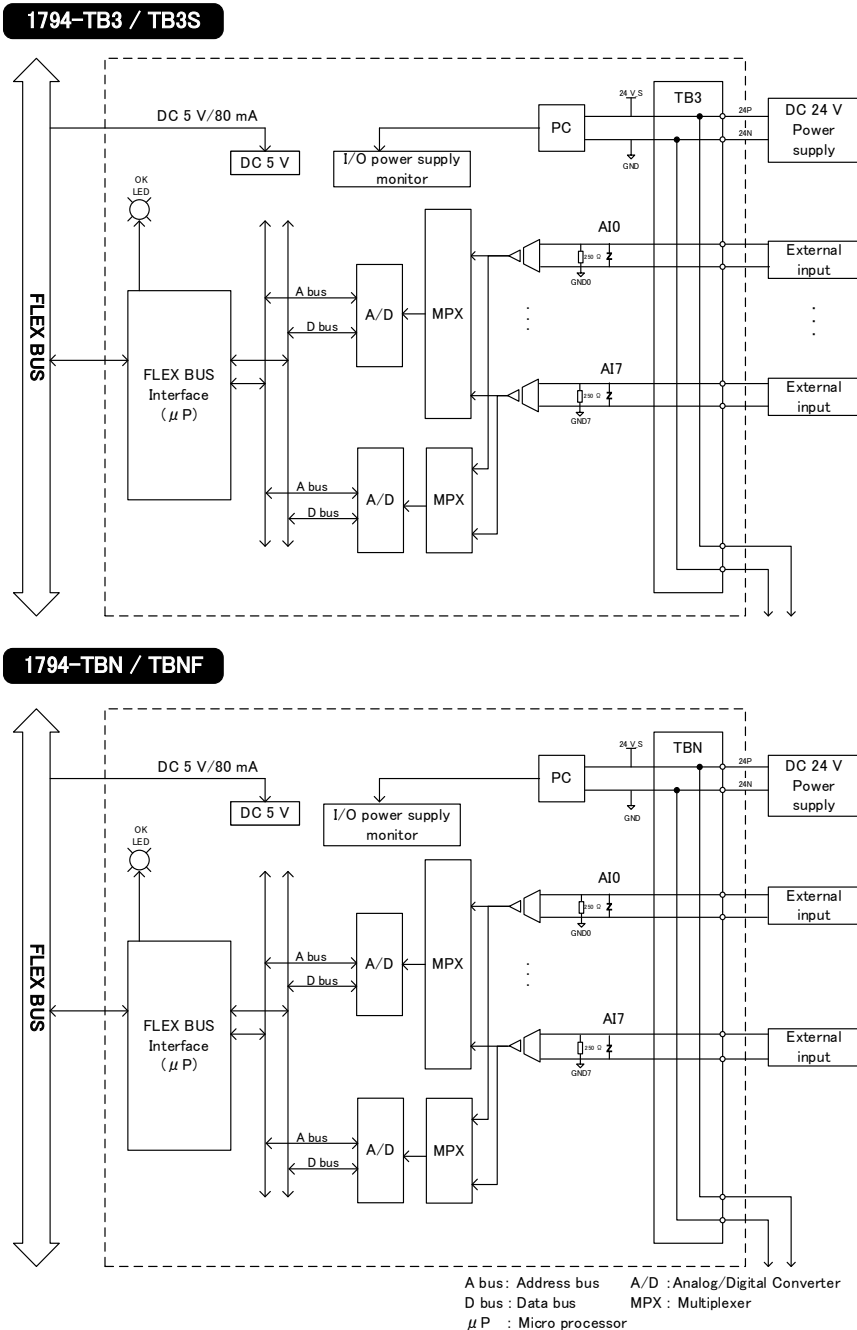 1794-TB3 / TB3S
DC 5 V/80 mA
DC 5 V
OK
LED
I/O power supply
monitor
PC
24 V S
GND
TB3
24P
24N
DC 24 V
Power
supply
FLEX BUS
FLEX BUS
Interface
(μP)
A bus
D bus
A/D
MPX
AI0
250 Ω
GND0
External
input
AI7
250 Ω
GND7
External
input
A bus
D bus
A/D
MPX
1794-TBN / TBNF
DC 5 V/80 mA
DC 5 V
OK
LED
I/O power supply
monitor
PC
24 V S
GND
TBN
24P
24N
DC 24 V
Power
supply
FLEX BUS
FLEX BUS
Interface
(μP)
A bus
D bus
A/D
MPX
AI0
250 Ω
GND0
External
input
AI7
250 Ω
GND7
External
input
A bus
D bus
A/D
MPX
A bus: Address bus A/D :Analog/Digital Converter
D bus : Data bus MPX : Multiplexer
μP : Micro processor